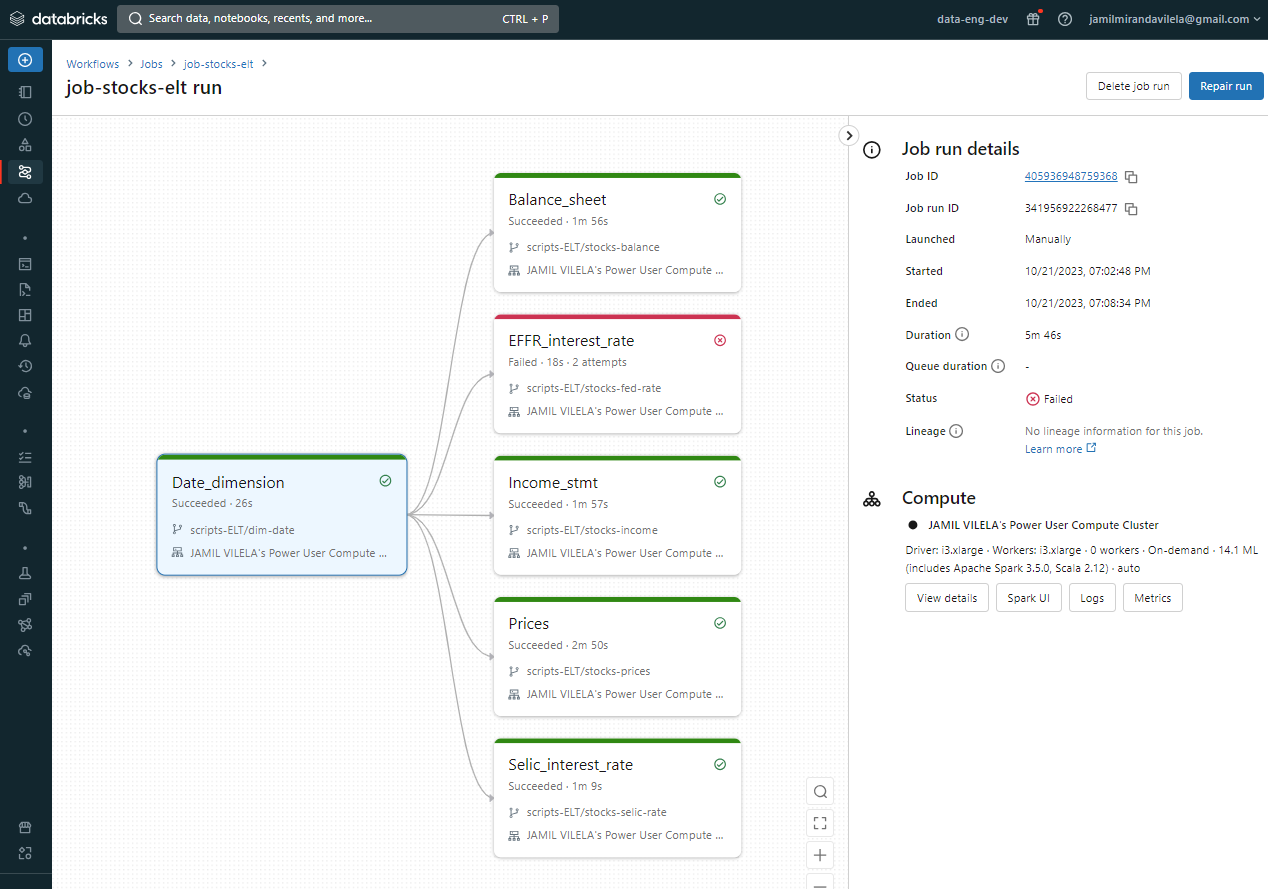 databricks
Search data, notebooks, recents, and more...
CTRL + P
data-eng-dev
jamilmirandavilela@gmail.com
Workflows > Jobs > job-stocks-elt >
job-stocks-elt run
Delete job run
Repair run
Balance_sheet
Succeeded · 1m 56s
scripts-ELT/stocks-balance
JAMIL VILELA's Power User Compute ...
EFFR_interest_rate
Failed · 18s · 2 attempts
scripts-ELT/stocks-fed-rate
JAMIL VILELA's Power User Compute ...
Date_dimension
Succeeded · 26s
scripts-ELT/dim-date
JAMIL VILELA's Power User Compute ...
Income_stmt
Succeeded · 1m 57s
scripts-ELT/stocks-income
JAMIL VILELA's Power User Compute ...
Prices
Succeeded · 2m 50s
scripts-ELT/stocks-prices
JAMIL VILELA's Power User Compute ...
Selic_interest_rate
Succeeded · 1m 9s
scripts-ELT/stocks-selic-rate
JAMIL VILELA's Power User Compute ...
Job run details
Job ID 405936948759368
Job run ID 341956922268477
Launched Manually
Started 10/21/2023, 07:02:48 PM
Ended 10/21/2023, 07:08:34 PM
Duration 5m 46s
Queue duration -
Status Failed
Lineage No lineage information for this job.
Learn more
Compute
JAMIL VILELA's Power User Compute Cluster
Driver: i3.xlarge · Workers: i3.xlarge · 0 workers · On-demand · 14.1 ML
(includes Apache Spark 3.5.0, Scala 2.12) · auto
View details
Spark UI
Logs
Metrics